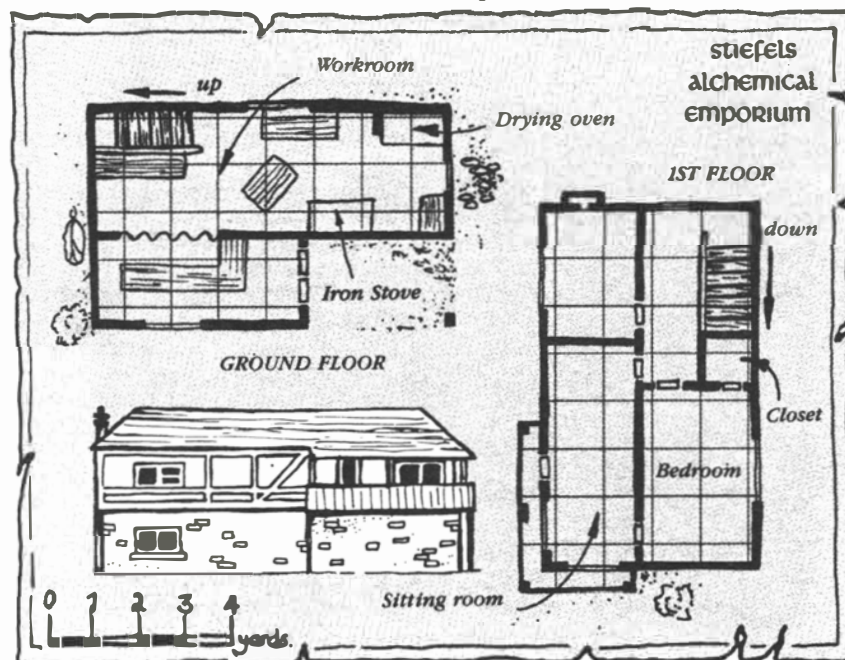 stiefels
alchemical
emporium
up
Workroom
Drying oven
Iron Stove
GROUND FLOOR
1ST FLOOR
down
Closet
Bedroom
Sitting room
0 1 2 3 4
yards.